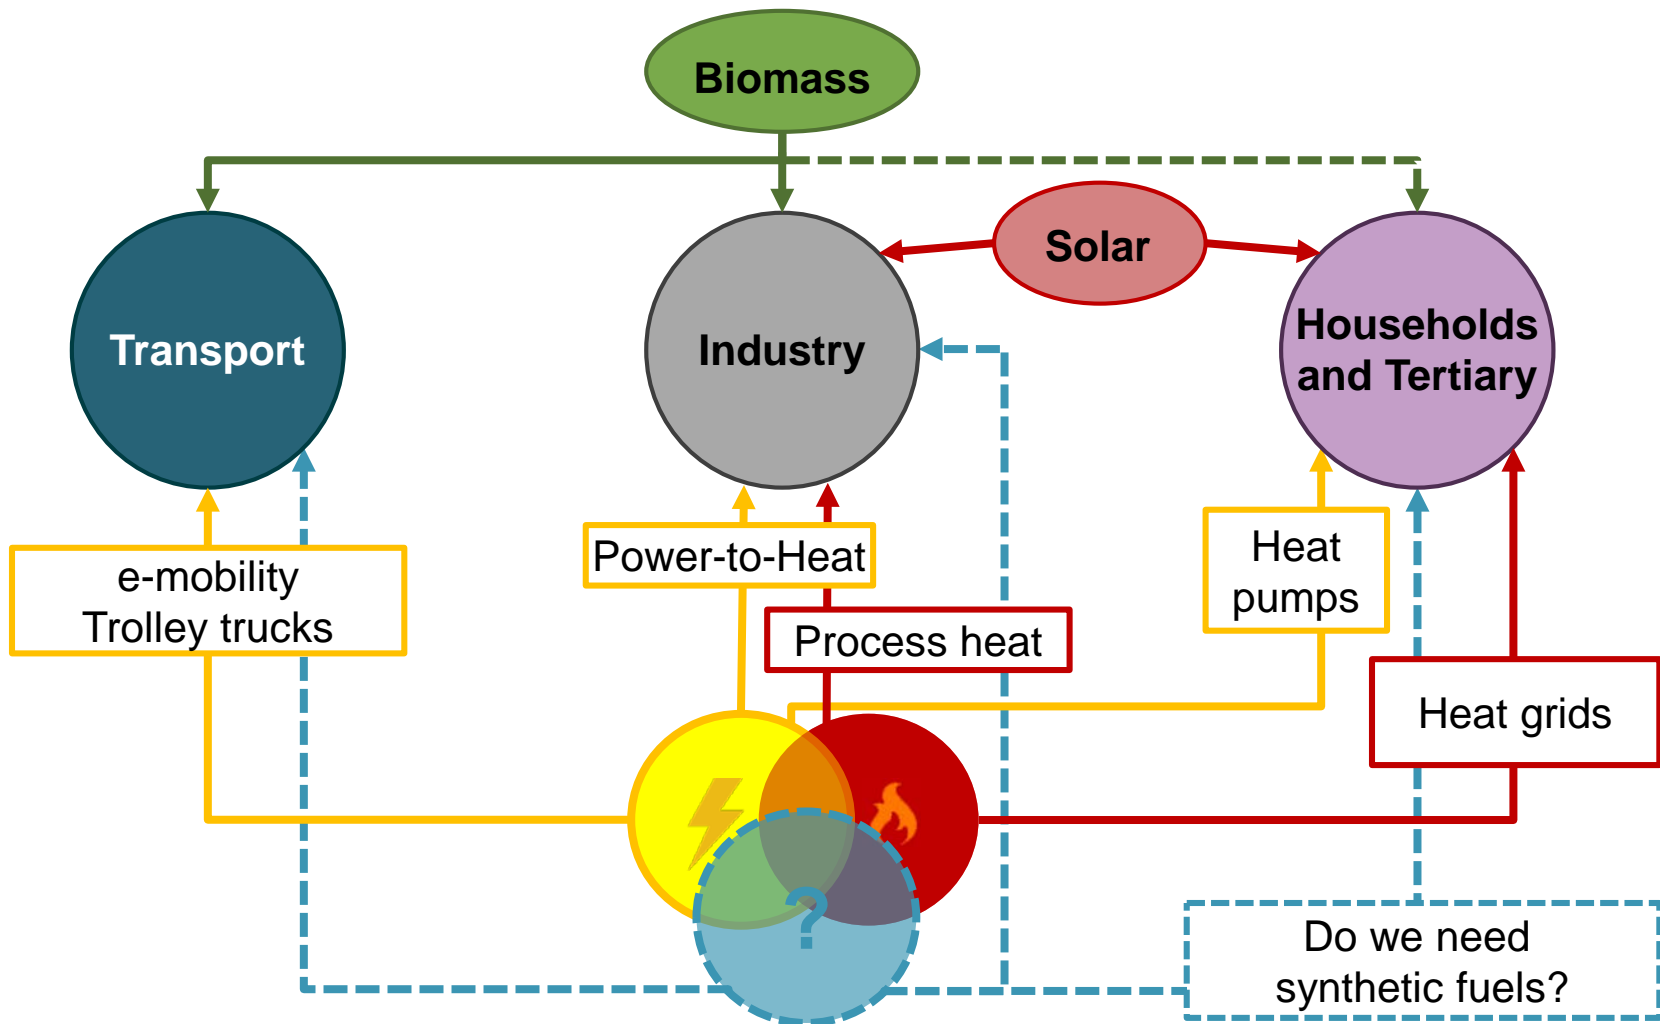 Biomass
Solar
Transport
Industry
Households
and Tertiary
e-mobility
Trolley trucks
Power-to-Heat
Process heat
Heat
pumps
Heat grids
?
Do we need
synthetic fuels?